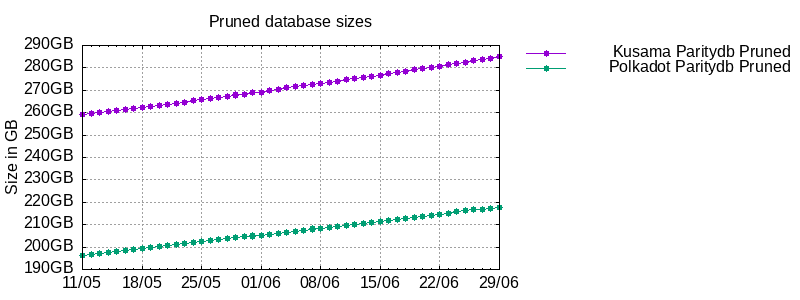 Pruned database sizes
Kusama Paritydb Pruned
Polkadot Paritydb Pruned
Size in GB
290GB
280GB
270GB
260GB
250GB
240GB
230GB
220GB
210GB
200GB
190GB
11/05 18/05 25/05 01/06 08/06 15/06 22/06 29/06